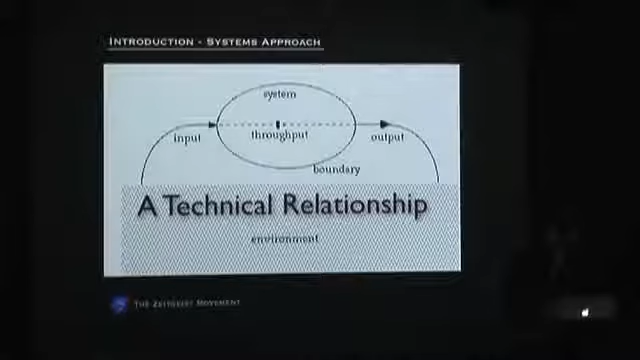 INTRODUCTION - SYSTEMS APPROACH
system
input
throughput
output
boundary
A Technical Relationship
environment
THE ZEITGEIST MOVEMENT